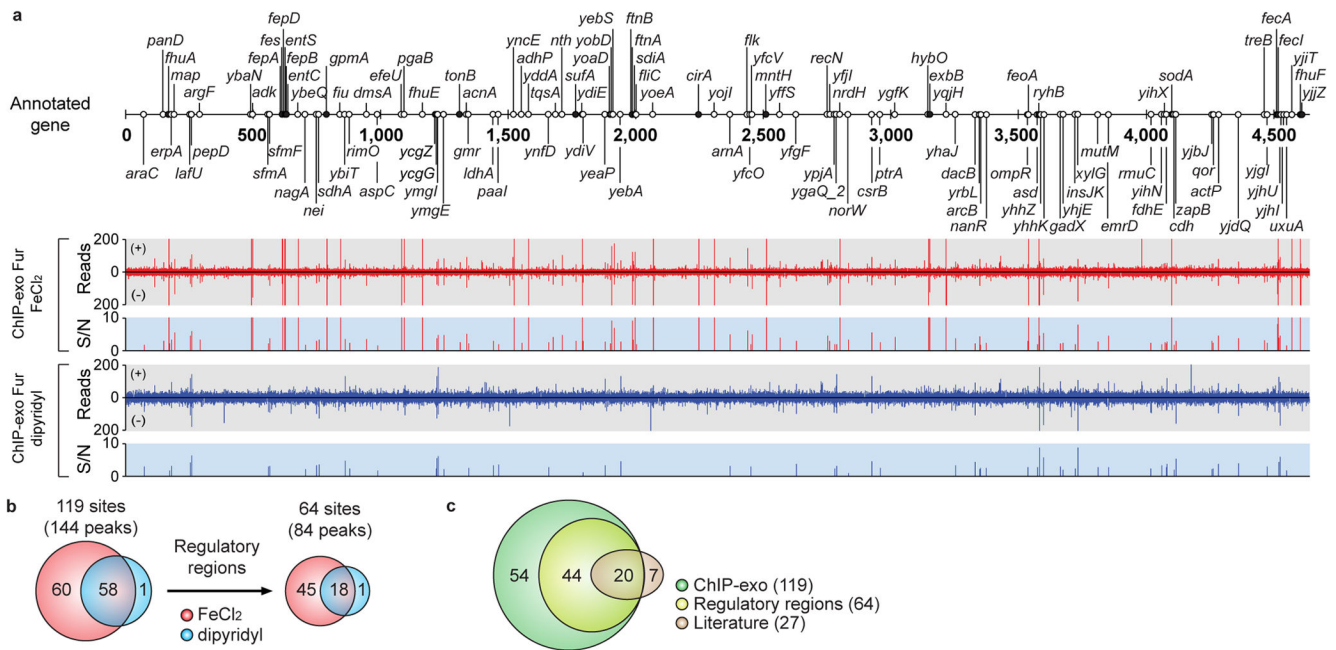 a
fepD yebS ftnB fecA
panD fes entS yncE nth yobD ftnA flk recN hybO treB fecI
fhuA fepA fepB gpmA pgaB adhP yoaD sdiA yfcV yfjI exbB feoA sodA yjiT
map ybaN entC efeU tonB yddA sufA fliC cirA mntH nrdH yqjH ryhB yihX fhuF
argF adk ybeQ fiu dmsA fhuE acnA tqsA ydiE yoeA yojI yffS ygfK yjjZ
Annotated
gene
0 500 1,000 1,500 2,000 2,500 3,000 3,500 4,000 4,500
erpA pepD sfmF rimO ycgZ gmr ynfD ydiV arnA yfgF yhaJ mutM yjbJ
araC lafU sfmA ybiT aspC ycgG ldhA yeaP yfcO ypjA ptrA dacB ompR xylG rmuC qor yjgI
nagA sdhA ymgI paaI yebA ygaQ_2 csrB yrbL asd insJK yihN actP yjhU
nei ymgE norW arcB yhhZ yhjE fdhE zapB yjhI
nanR yhhK gadX emrD cdh yjdQ uxuA
ChIP-exo Fur
FeCl₂
Reads
200
(+)
0
(-)
200
S/N
10
0
ChIP-exo Fur
dipyridyl
Reads
200
(+)
0
(-)
200
S/N
10
0
b
119 sites
(144 peaks)
64 sites
(84 peaks)
Regulatory
regions
60 58 1
45 18 1
FeCl₂
dipyridyl
c
54 44 20 7
ChIP-exo (119)
Regulatory regions (64)
Literature (27)